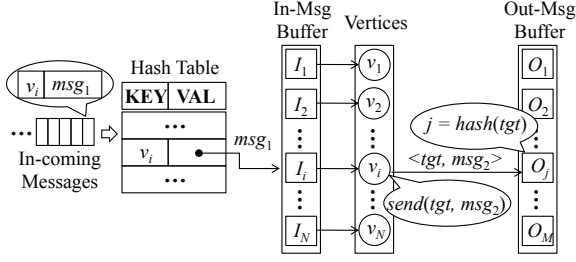 In-Msg
Buffer
Vertices
Out-Msg
Buffer
v_i msg_1
Hash Table
KEY VAL
•••
v_i
•••
•••
In-coming
Messages
msg_1
I_1
I_2
I_i
I_N
v_1
v_2
v_i
v_N
j = hash(tgt)
<tgt, msg_2>
send(tgt, msg_2)
O_1
O_2
O_j
O_M